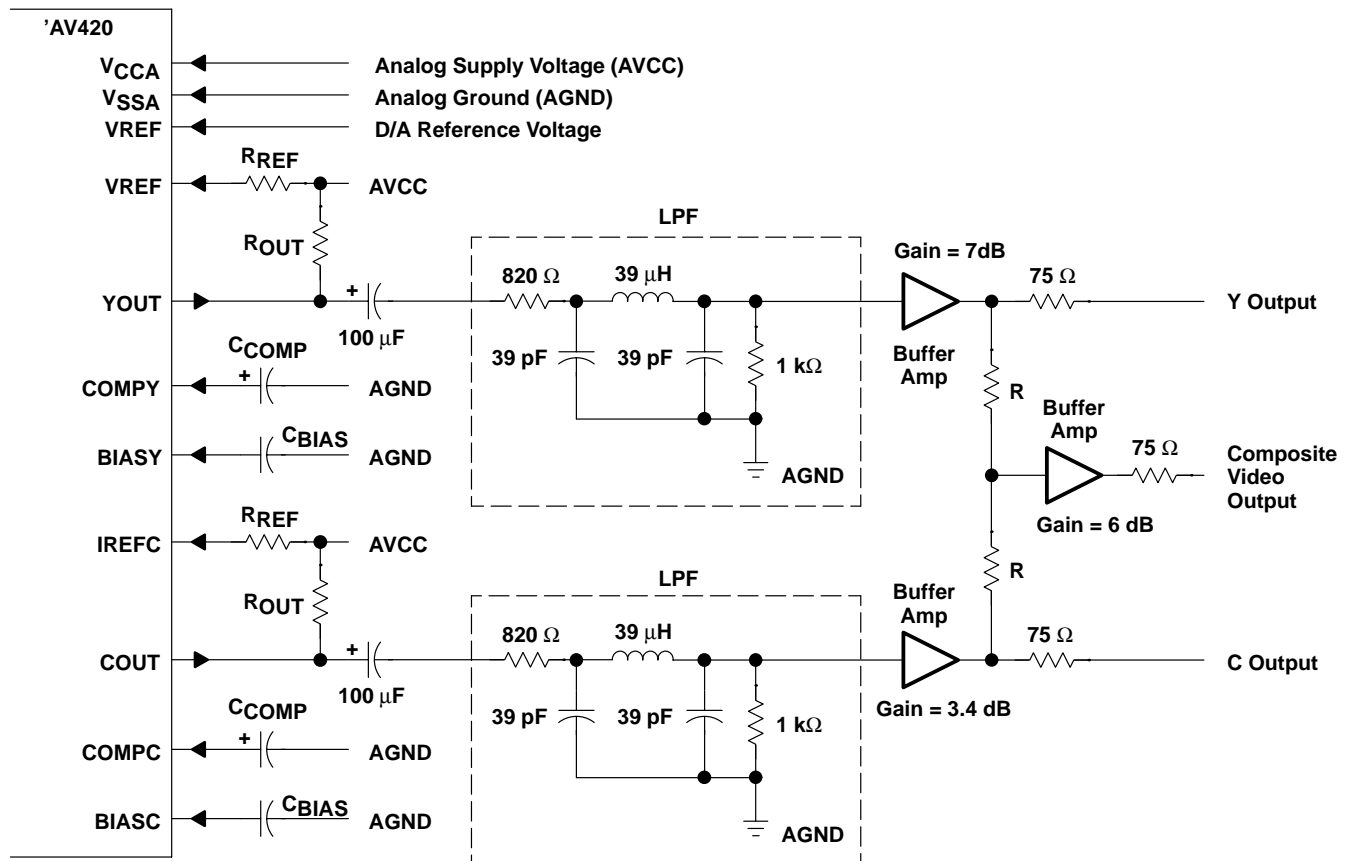 'AV420
VCCA Analog Supply Voltage (AVCC)
VSSA Analog Ground (AGND)
VREF D/A Reference Voltage
RREF
VREF AVCC
LPF
ROUT
Gain = 7dB
820 Ω 39 μH 75 Ω
YOUT + Y Output
100 μF
CCOMP 39 pF 39 pF 1 kΩ Buffer
Amp
COMPY + AGND R
Buffer
Amp
CBIAS 75 Ω
BIASY AGND Composite
Video
Output
AGND
Gain = 6 dB
RREF
IREFC AVCC
LPF R
ROUT Buffer
Amp
820 Ω 39 μH 75 Ω
COUT + C Output
100 μF
CCOMP 39 pF 39 pF 1 kΩ Gain = 3.4 dB
COMPC + AGND
CBIAS
BIASC AGND AGND